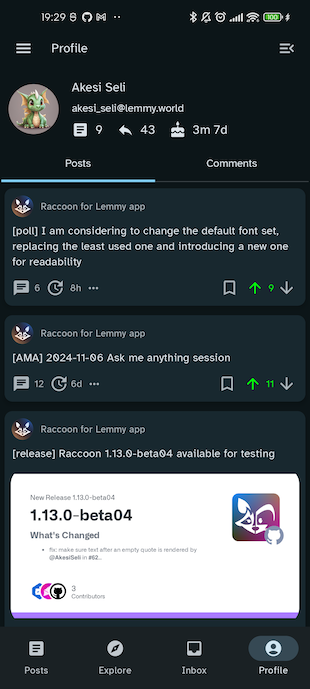 19:29
100
Profile
Akesi Seli
akesi_seli@lemmy.world
9
43
3m 7d
Posts
Comments
Raccoon for Lemmy app
[poll] I am considering to change the default font set,
replacing the least used one and introducing a new one
for readability
6
8h
9
Raccoon for Lemmy app
[AMA] 2024-11-06 Ask me anything session
12
6d
11
Raccoon for Lemmy app
[release] Raccoon 1.13.0-beta04 available for testing
New Release 1.13.0-beta04
1.13.0-beta04
What's Changed
fix: make sure text after an empty quote is rendered by
@AkesiSeli in #62...
3
Contributors
Posts
Explore
Inbox
Profile